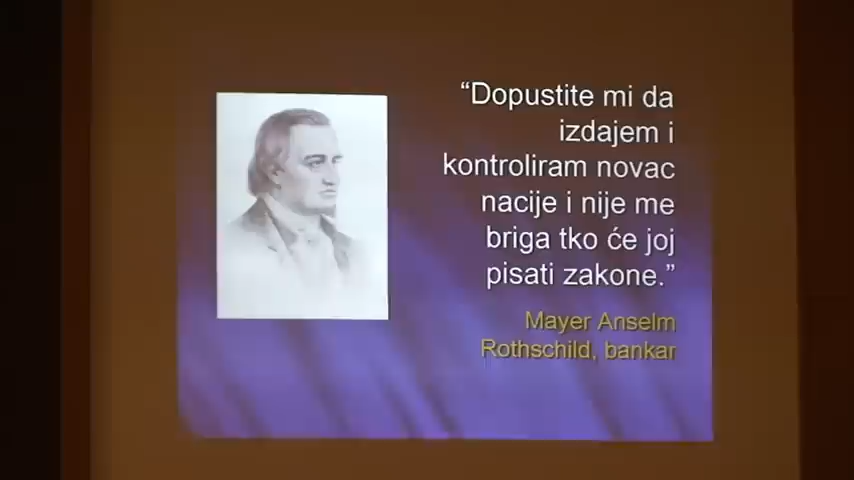 “Dopustite mi da
izdajem i
kontroliram novac
nacije i nije me
briga tko će joj
pisati zakone.”
Mayer Anselm
Rothschild, bankar